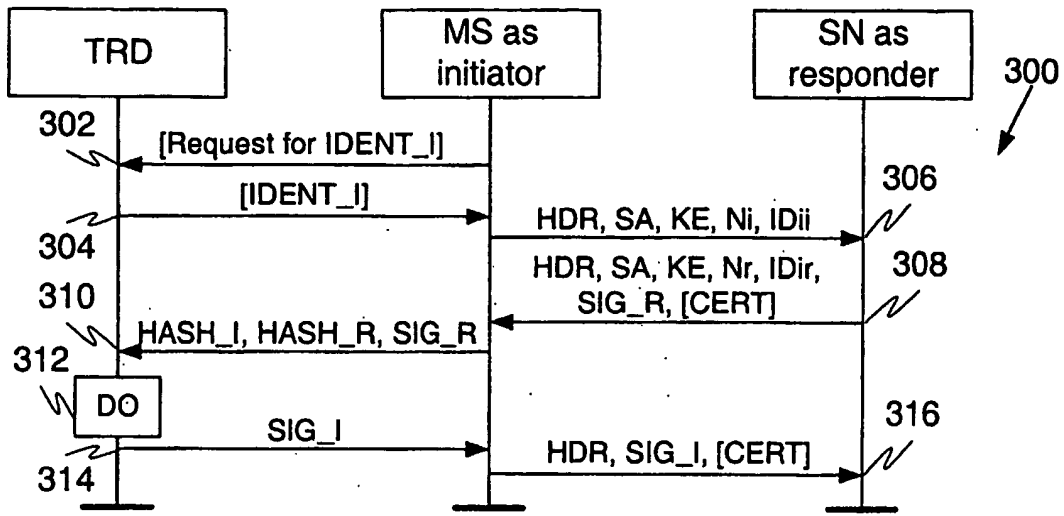 TRD
MS as
initiator
SN as
responder
300
302
[Request for IDENT_I]
304
[IDENT_I]
306
HDR, SA, KE, Ni, IDii
308
HDR, SA, KE, Nr, IDir,
SIG_R, [CERT]
310
HASH_I, HASH_R, SIG_R
312
DO
314
SIG_I
316
HDR, SIG_I, [CERT]